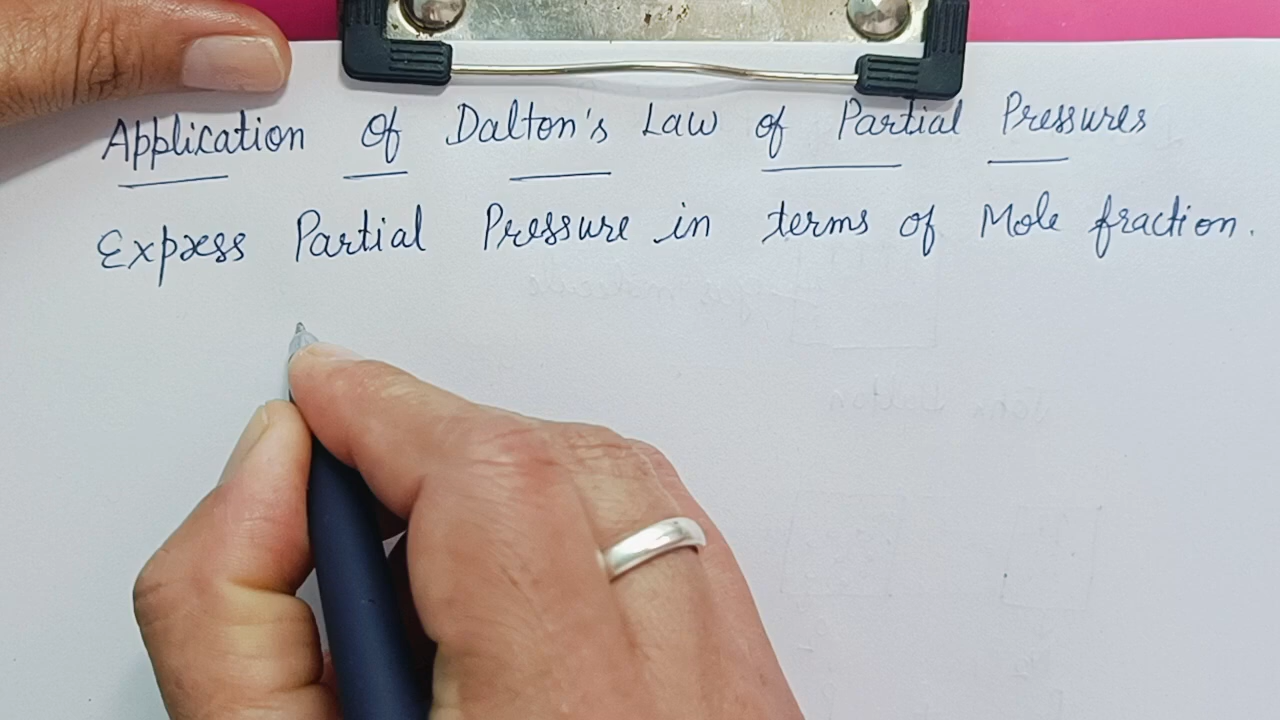 Application Of Dalton's Law of Partial Pressures
Express Partial Pressure in terms of Mole fraction.